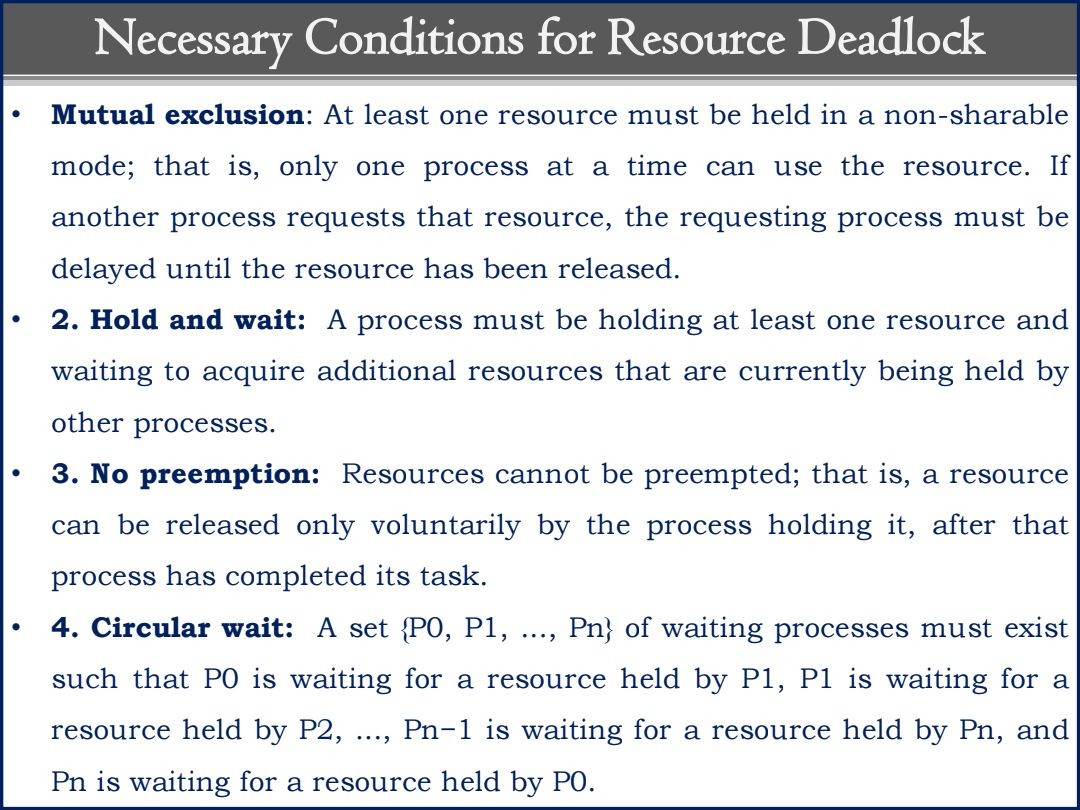 Necessary Conditions for Resource Deadlock
• Mutual exclusion: At least one resource must be held in a non-sharable
mode; that is, only one process at a time can use the resource. If
another process requests that resource, the requesting process must be
delayed until the resource has been released.
• 2. Hold and wait: A process must be holding at least one resource and
waiting to acquire additional resources that are currently being held by
other processes.
• 3. No preemption: Resources cannot be preempted; that is, a resource
can be released only voluntarily by the process holding it, after that
process has completed its task.
• 4. Circular wait: A set {P0, P1, ..., Pn} of waiting processes must exist
such that P0 is waiting for a resource held by P1, P1 is waiting for a
resource held by P2, ..., Pn−1 is waiting for a resource held by Pn, and
Pn is waiting for a resource held by P0.